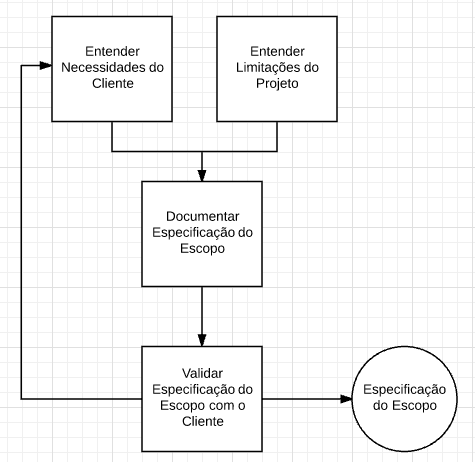 Entender
Necessidades do
Cliente
Entender
Limitações do
Projeto
Documentar
Especificação do
Escopo
Validar
Especificação do
Escopo com o
Cliente
Especificação
do Escopo